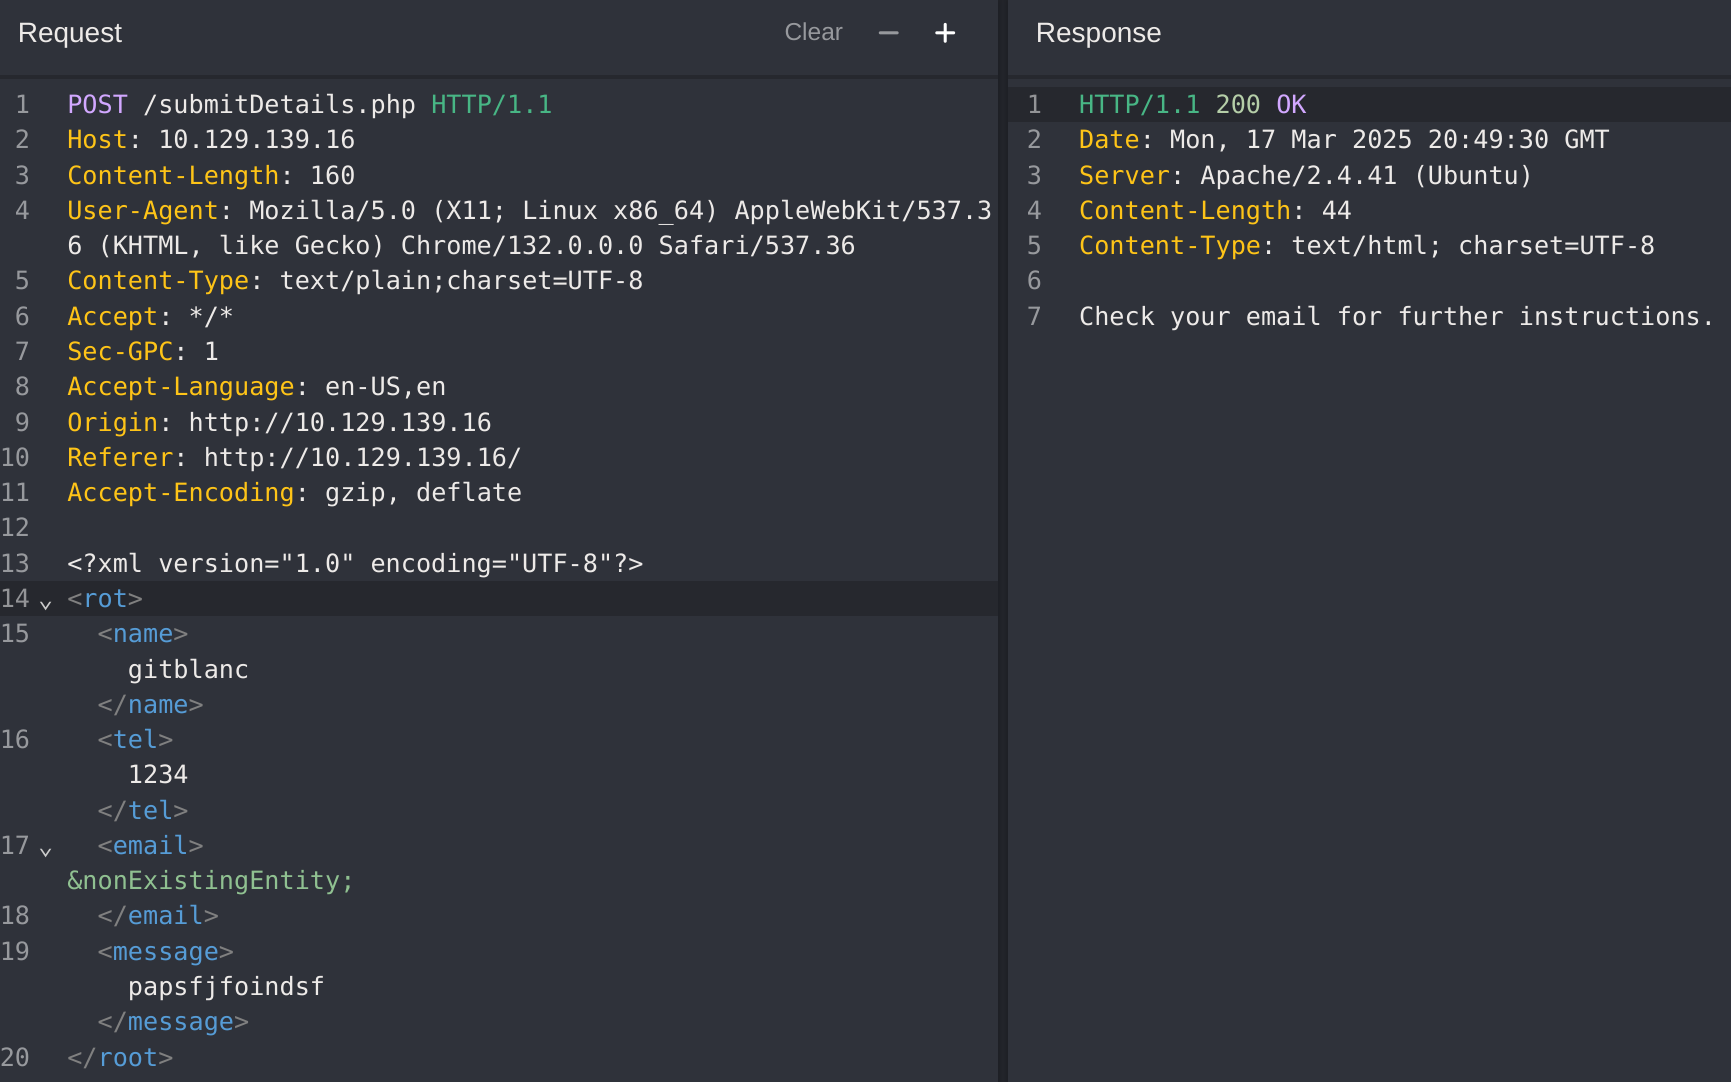 Request Clear − +
1 POST /submitDetails.php HTTP/1.1
2 Host: 10.129.139.16
3 Content-Length: 160
4 User-Agent: Mozilla/5.0 (X11; Linux x86_64) AppleWebKit/537.3
6 (KHTML, like Gecko) Chrome/132.0.0.0 Safari/537.36
5 Content-Type: text/plain;charset=UTF-8
6 Accept: */*
7 Sec-GPC: 1
8 Accept-Language: en-US,en
9 Origin: http://10.129.139.16
10 Referer: http://10.129.139.16/
11 Accept-Encoding: gzip, deflate
12
13 <?xml version="1.0" encoding="UTF-8"?>
14 <rot>
15 <name>
gitblanc
</name>
16 <tel>
1234
</tel>
17 <email>
&nonExistingEntity;
18 </email>
19 <message>
papsfjfoindsf
</message>
20 </root>
Response
1 HTTP/1.1 200 OK
2 Date: Mon, 17 Mar 2025 20:49:30 GMT
3 Server: Apache/2.4.41 (Ubuntu)
4 Content-Length: 44
5 Content-Type: text/html; charset=UTF-8
6
7 Check your email for further instructions.